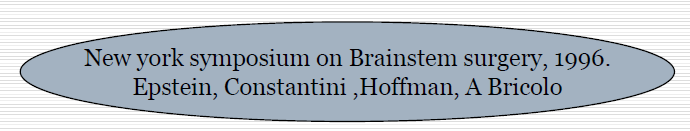 New york symposium on Brainstem surgery, 1996.
Epstein, Constantini ,Hoffman, A Bricolo